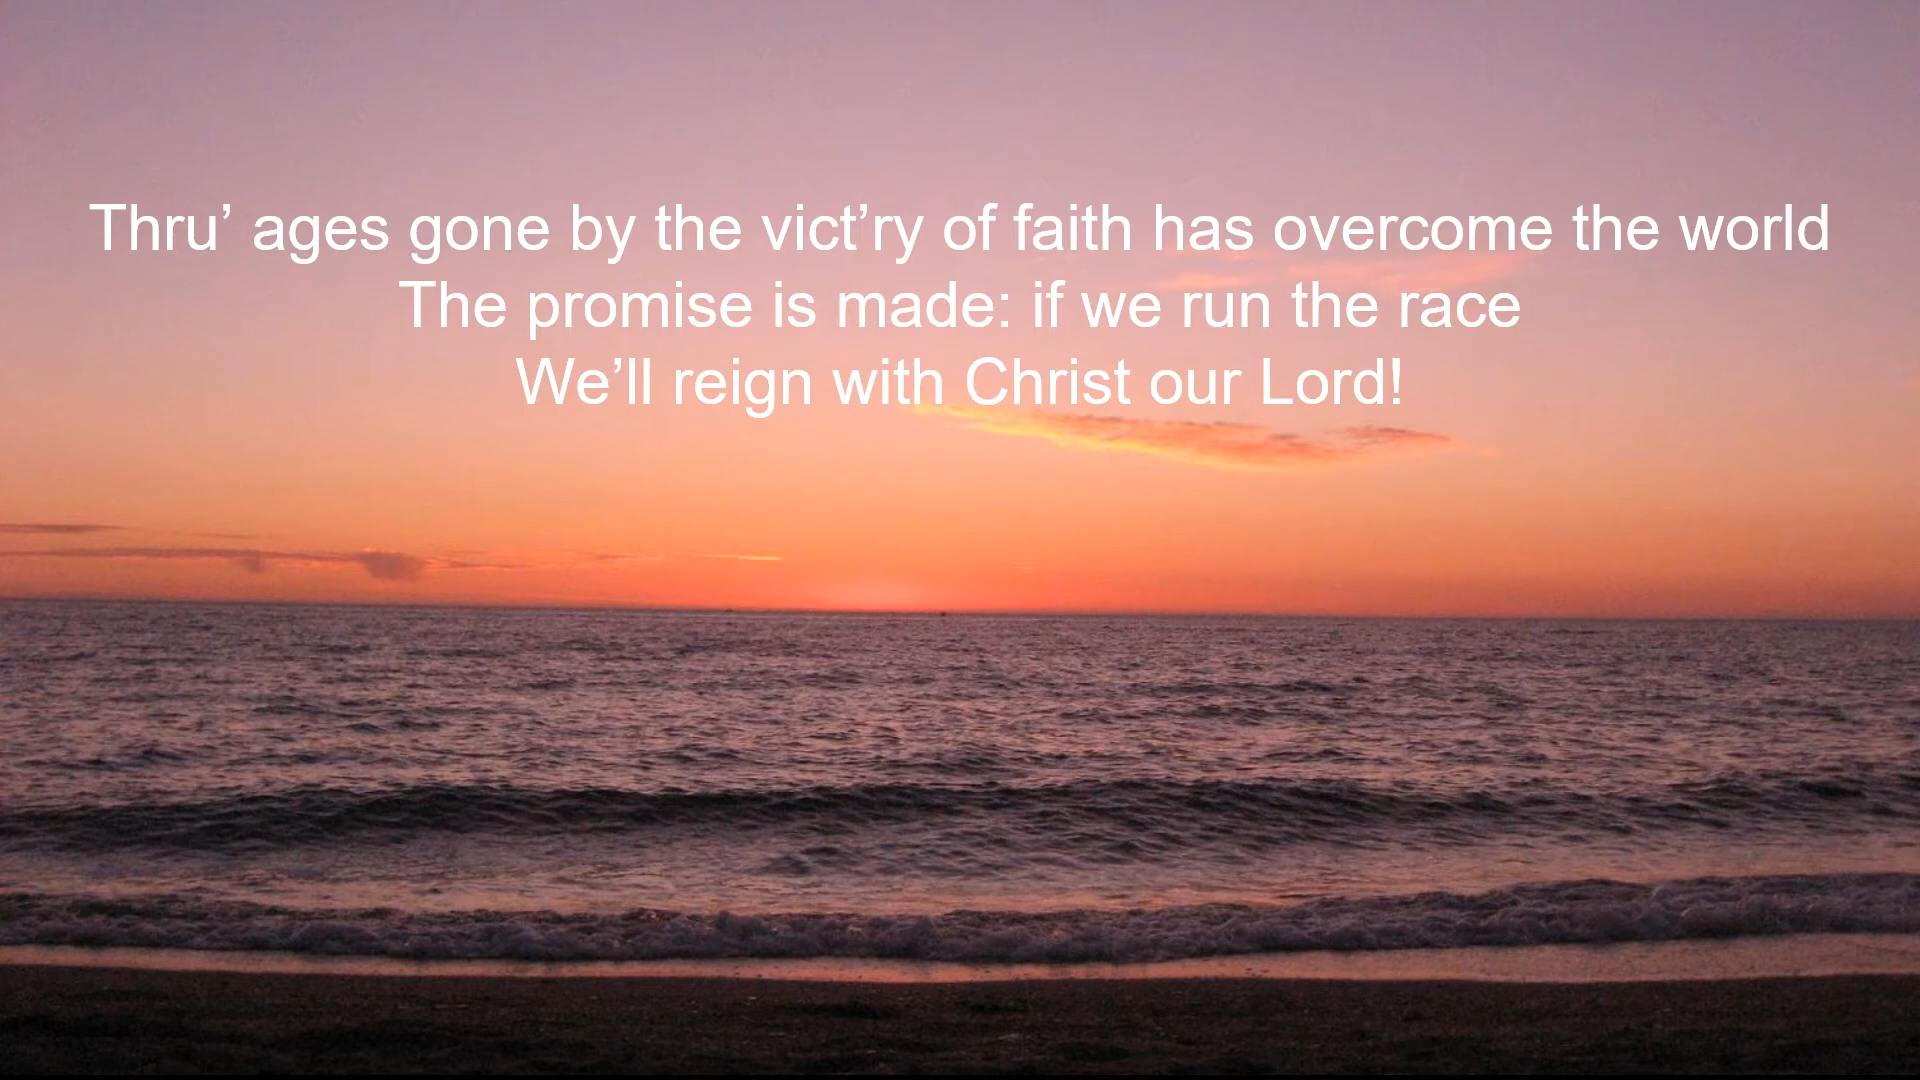 Thru’ ages gone by the vict’ry of faith has overcome the world
The promise is made: if we run the race
We’ll reign with Christ our Lord!